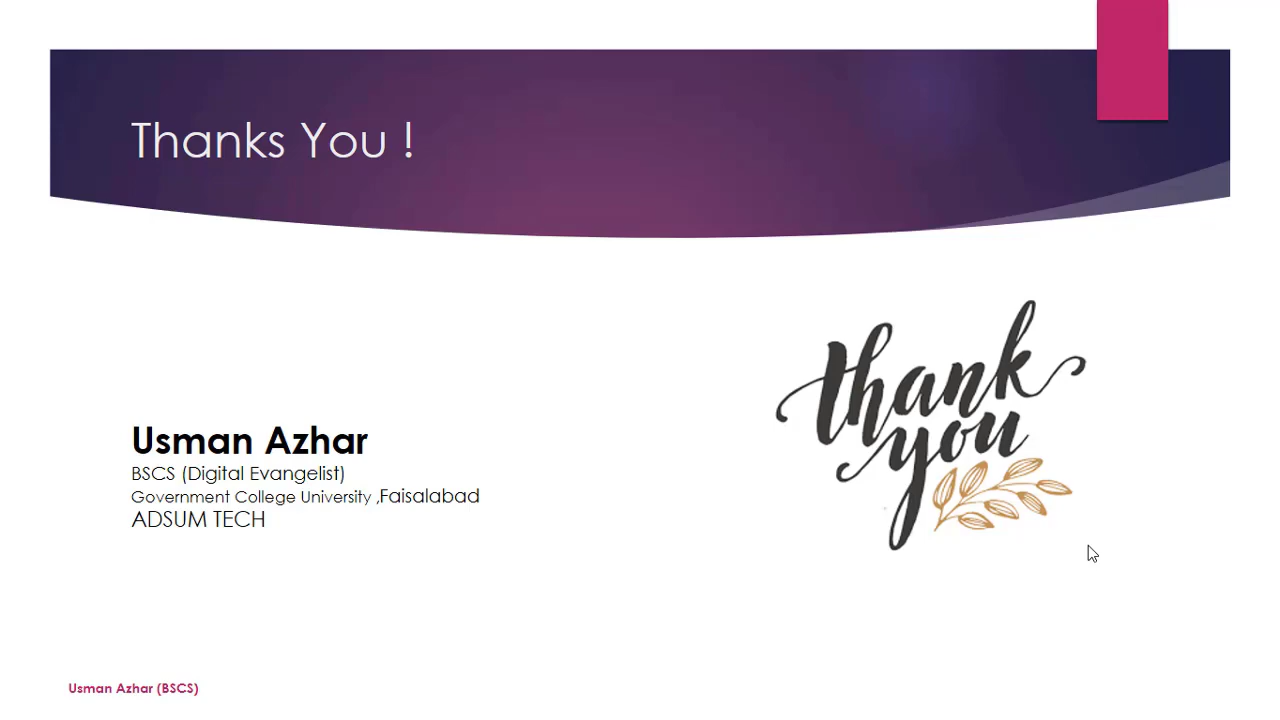 Thanks You !
Usman Azhar
BSCS (Digital Evangelist)
Government College University ,Faisalabad
ADSUM TECH
thank
you
Usman Azhar (BSCS)